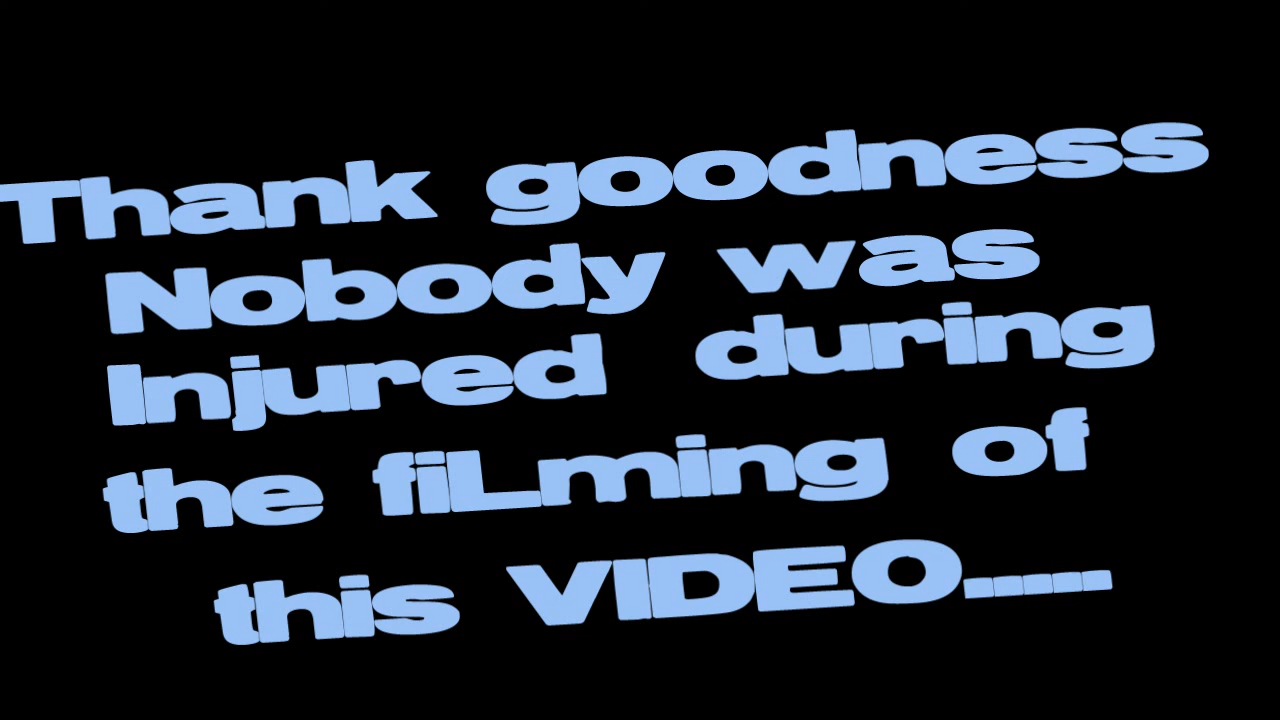 Thank goodness
Nobody was
Injured during
the fiLming of
this VIDEO.....